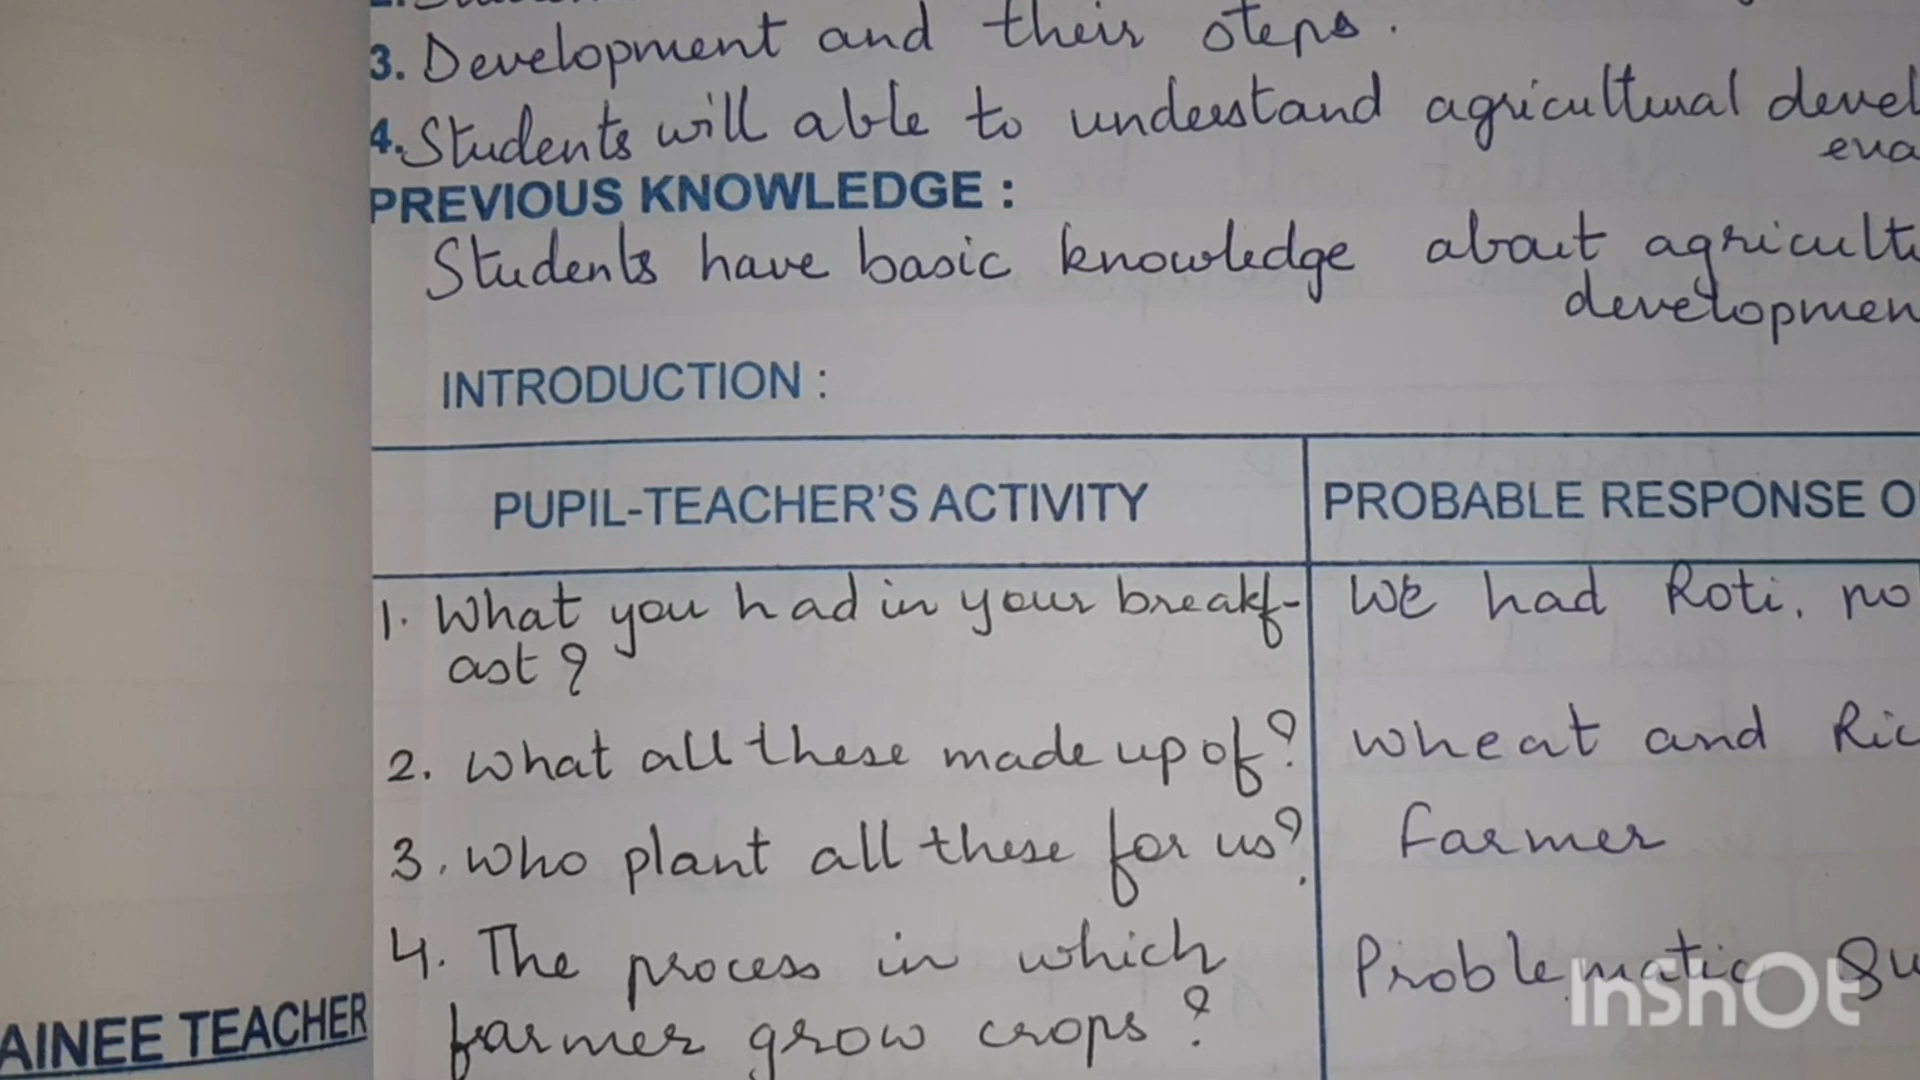 3. Development and their steps.
4. Students will able to understand agricultural devel
eva
PREVIOUS KNOWLEDGE :
Students have basic knowledge about agricultu
developmen
INTRODUCTION :
PUPIL-TEACHER'S ACTIVITY PROBABLE RESPONSE O
1. What you had in your breakf- We had Roti, po
ast ?
2. What all these made up of? Wheat and Ric
3. Who plant all these for us? Farmer
4. The process in which Problematic Qu
farmer grow crops ?
AINEE TEACHER
InShOt